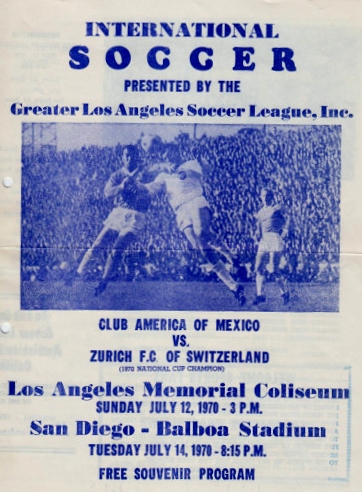 INTERNATIONAL
SOCCER
PRESENTED BY THE
Greater Los Angeles Soccer League, Inc.
CLUB AMERICA OF MEXICO
VS.
ZURICH F.C. OF SWITZERLAND
(1970 NATIONAL CUP CHAMPION)
Los Angeles Memorial Coliseum
SUNDAY JULY 12, 1970 - 3 P.M.
San Diego - Balboa Stadium
TUESDAY JULY 14, 1970 - 8:15 P.M.
FREE SOUVENIR PROGRAM